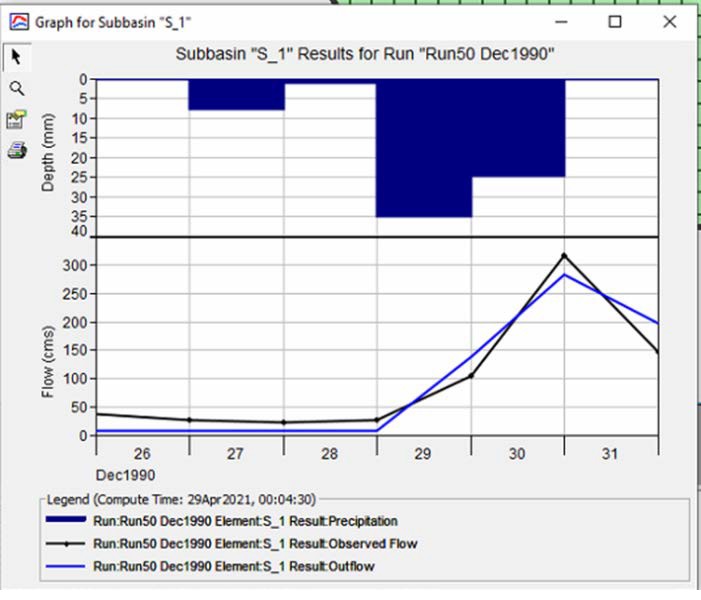 Graph for Subbasin "S_1"
Subbasin "S_1" Results for Run "Run50 Dec1990"
0
5
10
15
20
25
30
35
40
Depth (mm)
300
250
200
150
100
50
0
Flow (cms)
26 27 28 29 30 31
Dec1990
Legend (Compute Time: 29Apr2021, 00:04:30)
Run:Run50 Dec1990 Element:S_1 Result:Precipitation
Run:Run50 Dec1990 Element:S_1 Result:Observed Flow
Run:Run50 Dec1990 Element:S_1 Result:Outflow